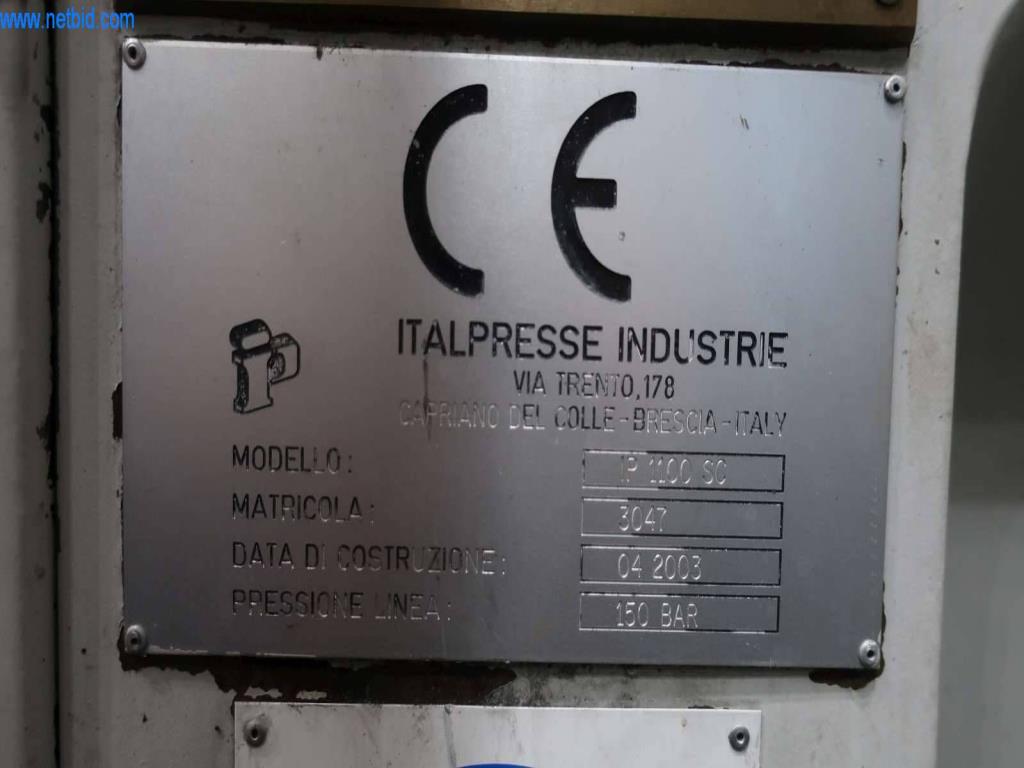 www.netbid.com
CE
ITALPRESSE INDUSTRIE
VIA TRENTO,178
CAPRIANO DEL COLLE-BRESCIA-ITALY
MODELLO: IP 1100 SC
MATRICOLA: 3047
DATA DI COSTRUZIONE: 04 2003
PRESSIONE LINEA: 150 BAR